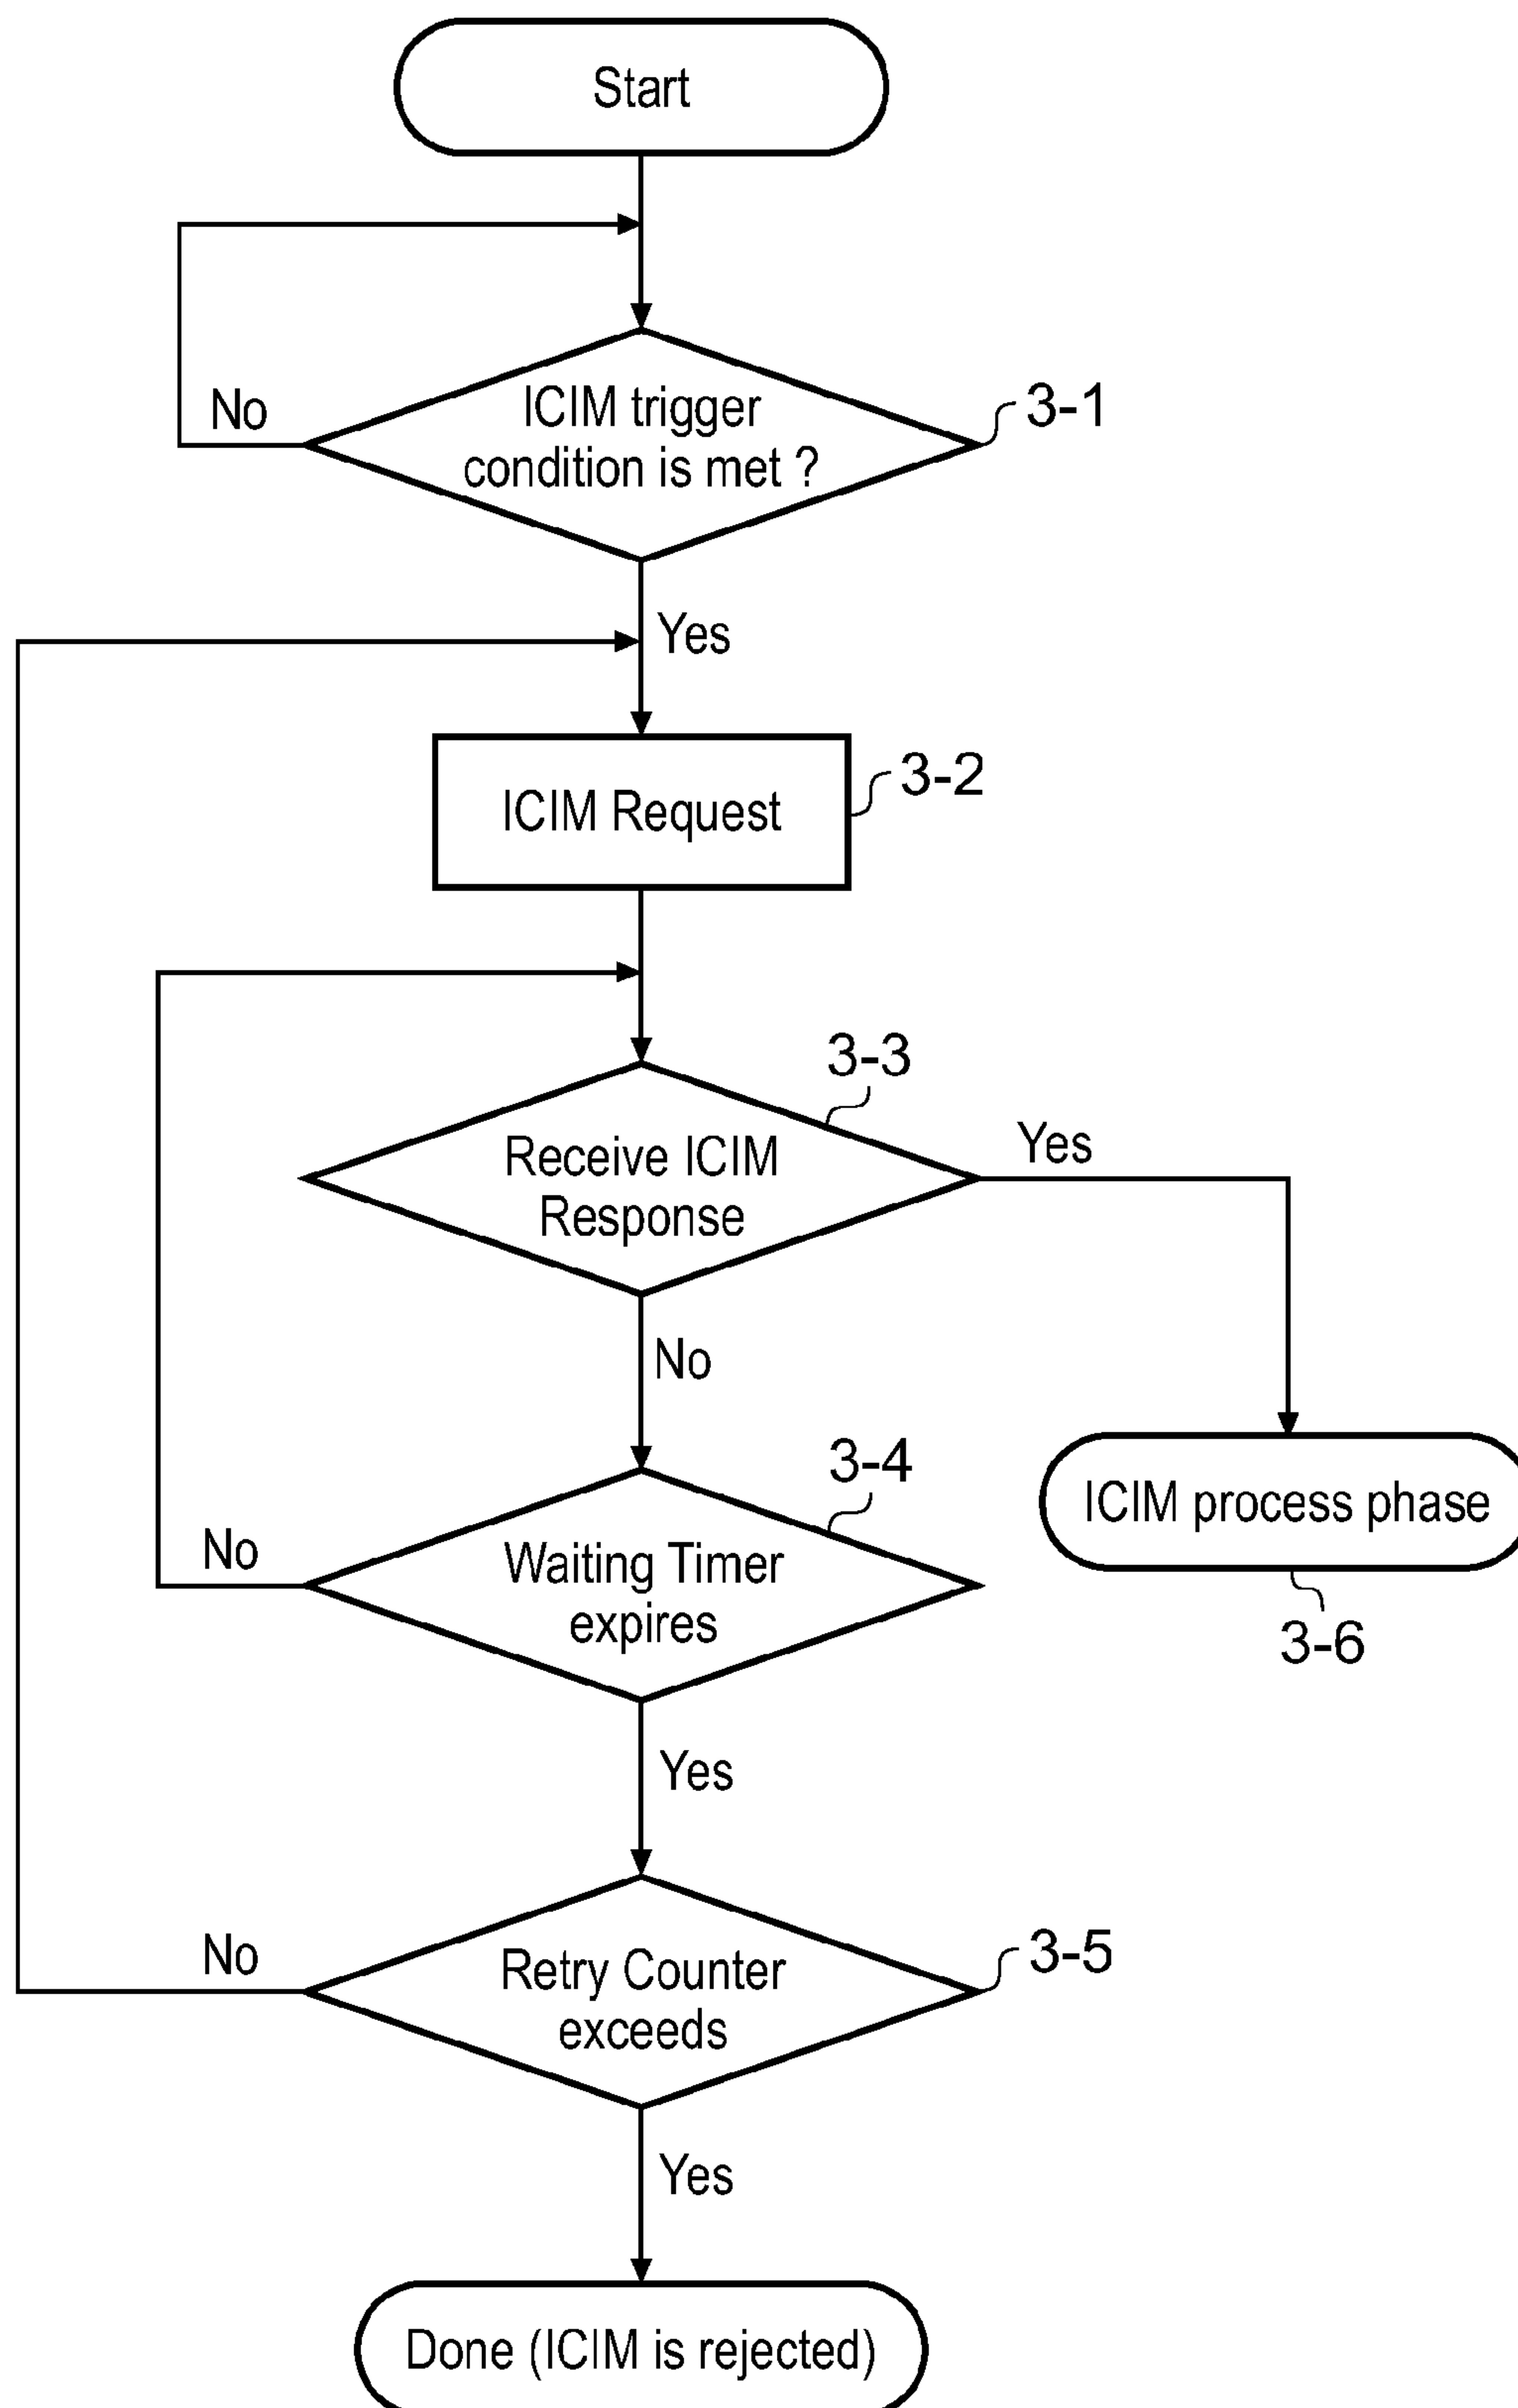 Start
No
ICIM trigger
condition is met ?
3-1
Yes
ICIM Request
3-2
3-3
Receive ICIM
Response
Yes
No
3-4
No
Waiting Timer
expires
ICIM process phase
3-6
Yes
No
Retry Counter
exceeds
3-5
Yes
Done (ICIM is rejected)